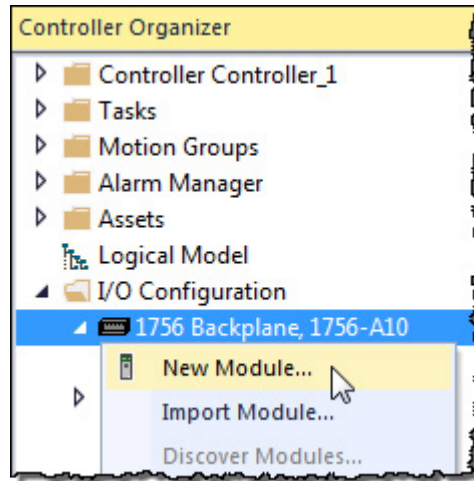 Controller Organizer
Controller Controller_1
Tasks
Motion Groups
Alarm Manager
Assets
Logical Model
I/O Configuration
1756 Backplane, 1756-A10
New Module...
Import Module...
Discover Modules...